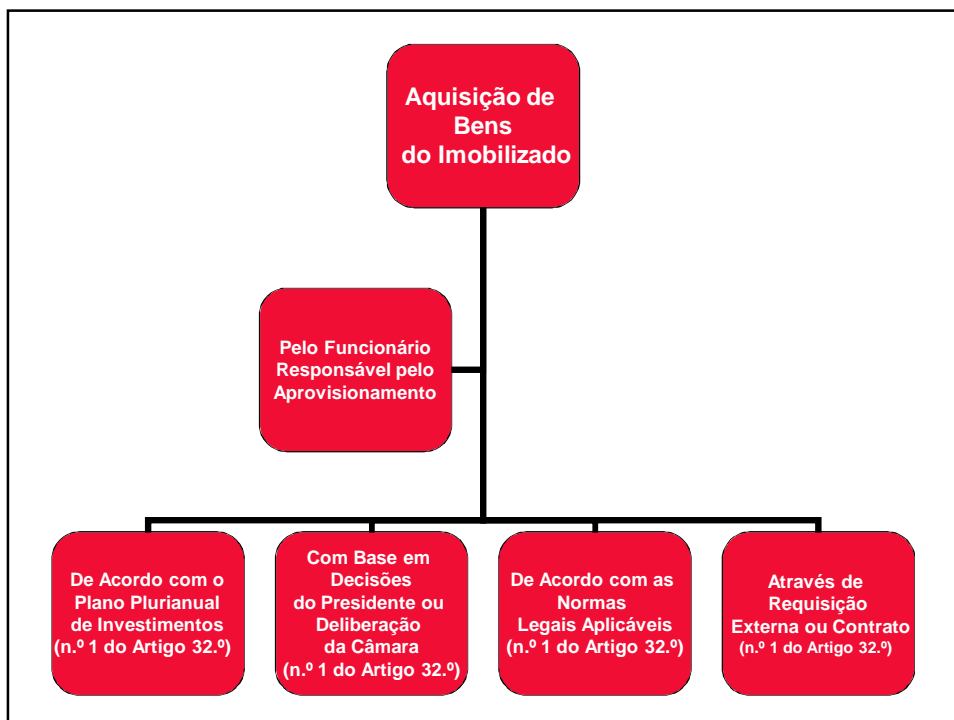 Aquisição de
Bens
do Imobilizado
Pelo Funcionário
Responsável pelo
Aprovisionamento
De Acordo com o
Plano Plurianual
de Investimentos
(n.º 1 do Artigo 32.º)
Com Base em
Decisões
do Presidente ou
Deliberação
da Câmara
(n.º 1 do Artigo 32.º)
De Acordo com as
Normas
Legais Aplicáveis
(n.º 1 do Artigo 32.º)
Através de
Requisição
Externa ou Contrato
(n.º 1 do Artigo 32.º)